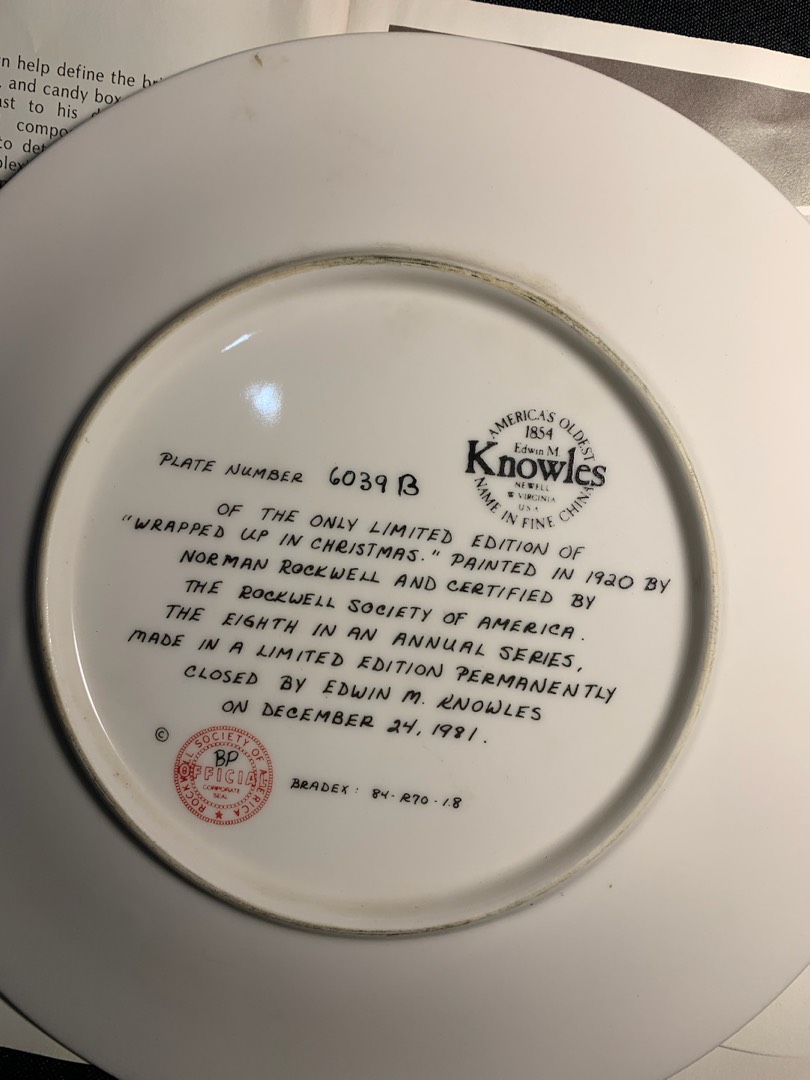 n help define the
and candy box
ast to his
compo
to det
plex
AMERICA'S OLDEST
1854
Edwin M.
Knowles
NEWELL
W VIRGINIA
USA
NAME IN FINE CHINA
PLATE NUMBER 6039B
OF THE ONLY LIMITED EDITION OF
"WRAPPED UP IN CHRISTMAS." PAINTED IN 1920 BY
NORMAN ROCKWELL AND CERTIFIED BY
THE ROCKWELL SOCIETY OF AMERICA.
THE EIGHTH IN AN ANNUAL SERIES,
MADE IN A LIMITED EDITION PERMANENTLY
CLOSED BY EDWIN M. KNOWLES
ON DECEMBER 24, 1981.
©
ROCKWELL SOCIETY OF AMERICA
BP
OFFICIAL
CORPORATE
SEAL
BRADEX: 84-R70-1.8